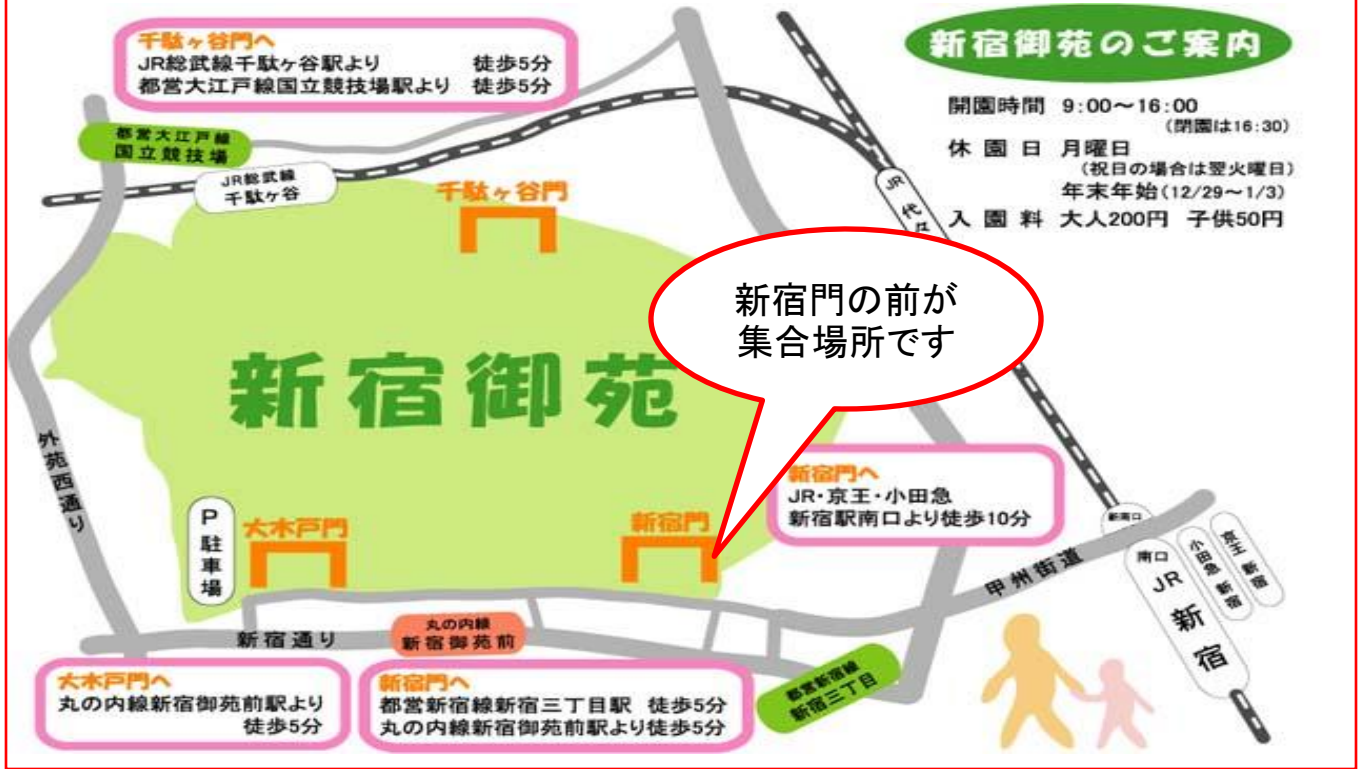 千駄ヶ谷門へ
JR総武線千駄ヶ谷駅より 徒歩5分
都営大江戸線国立競技場駅より 徒歩5分
新宿御苑のご案内
開園時間 9:00～16:00
(閉園は16:30)
休園日 月曜日
(祝日の場合は翌火曜日)
年末年始(12/29～1/3)
入園料 大人200円 子供50円
都営大江戸線
国立競技場
JR総武線
千駄ヶ谷
千駄ヶ谷門
JR 代々
新宿門の前が
集合場所です
新宿御苑
外苑西通り
P駐車場
大木戸門
新宿門
新宿門へ
JR・京王・小田急
新宿駅南口より徒歩10分
新南口
甲州街道
南口
JR新宿
小田急 新宿
京王 新宿
新宿通り
丸の内線
新宿御苑前
都営新宿線
新宿三丁目
大木戸門へ
丸の内線新宿御苑前駅より
徒歩5分
新宿門へ
都営新宿線新宿三丁目駅 徒歩5分
丸の内線新宿御苑前駅より徒歩5分